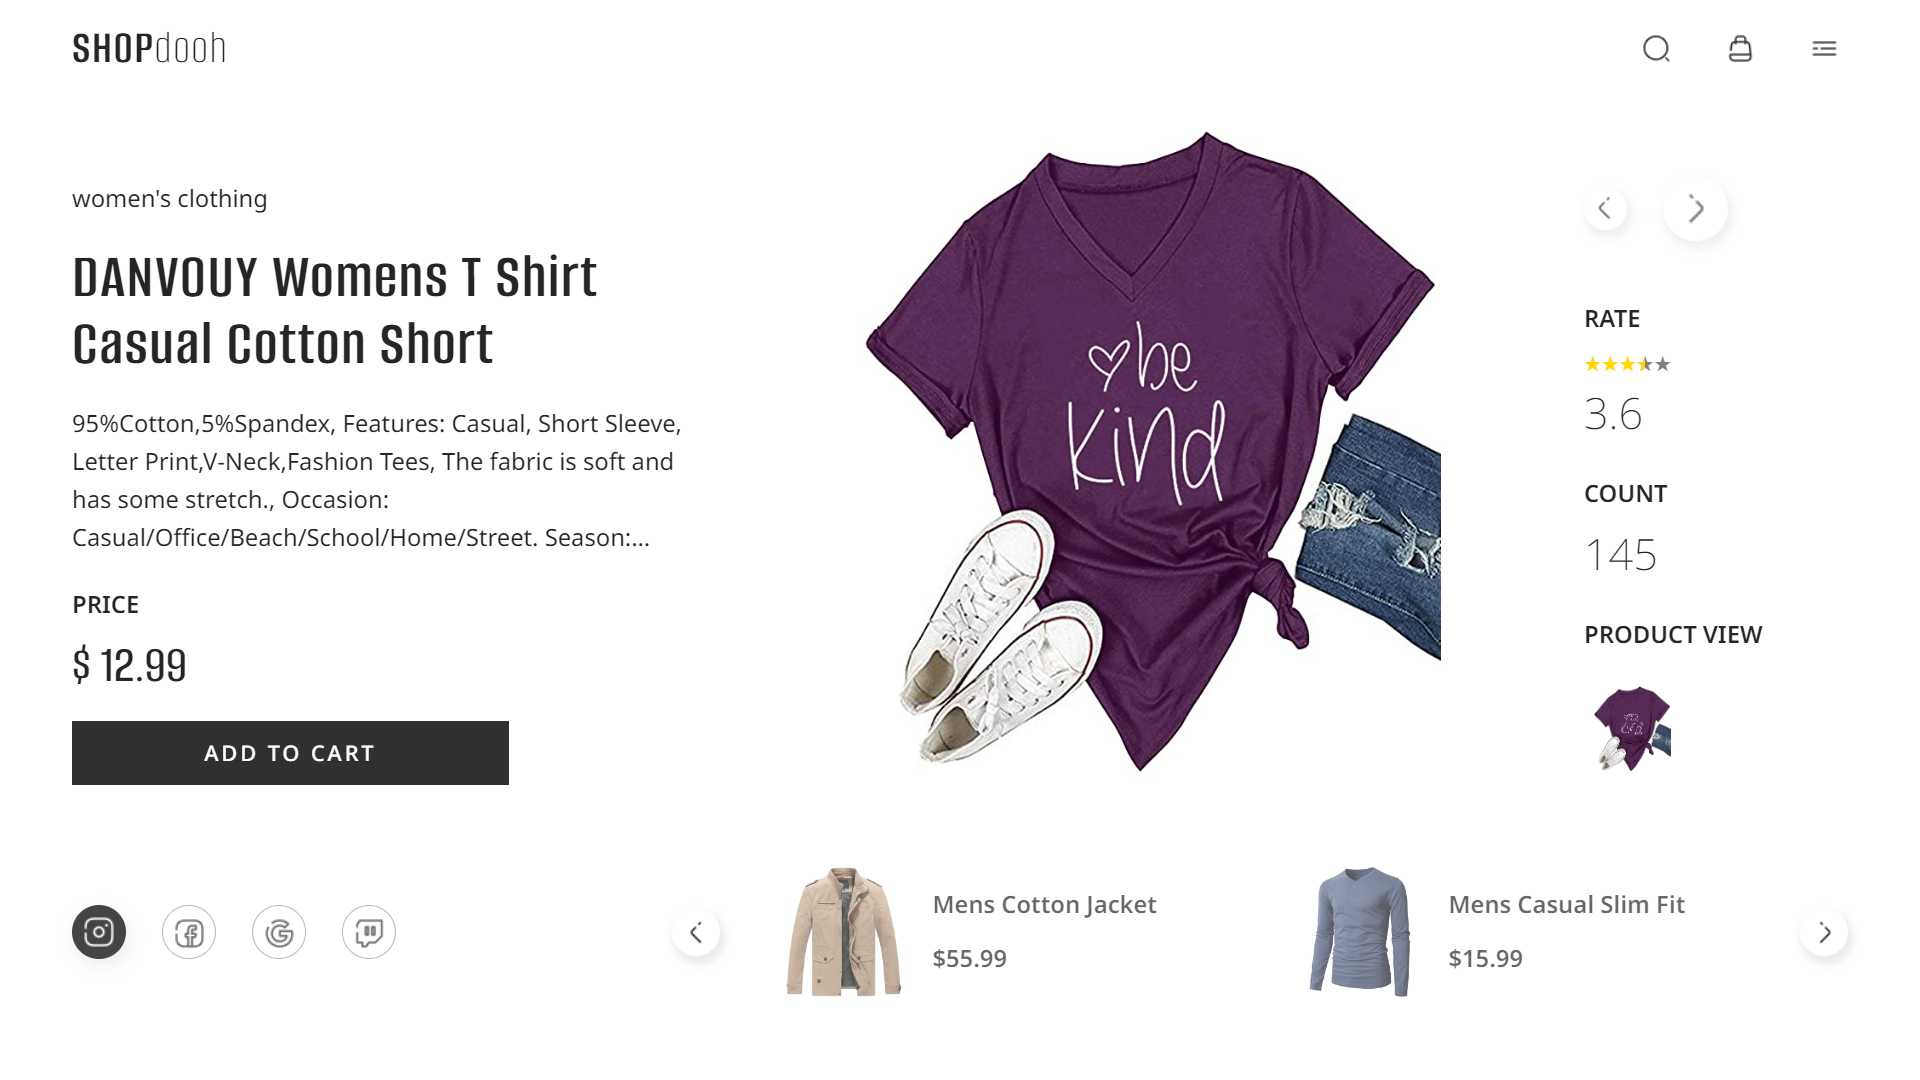 SHOPdooh
women's clothing
DANVOUY Womens T Shirt
Casual Cotton Short
95%Cotton,5%Spandex, Features: Casual, Short Sleeve,
Letter Print,V-Neck,Fashion Tees, The fabric is soft and
has some stretch., Occasion:
Casual/Office/Beach/School/Home/Street. Season:...
PRICE
$ 12.99
ADD TO CART
be
kind
RATE
3.6
COUNT
145
PRODUCT VIEW
Mens Cotton Jacket
$55.99
Mens Casual Slim Fit
$15.99